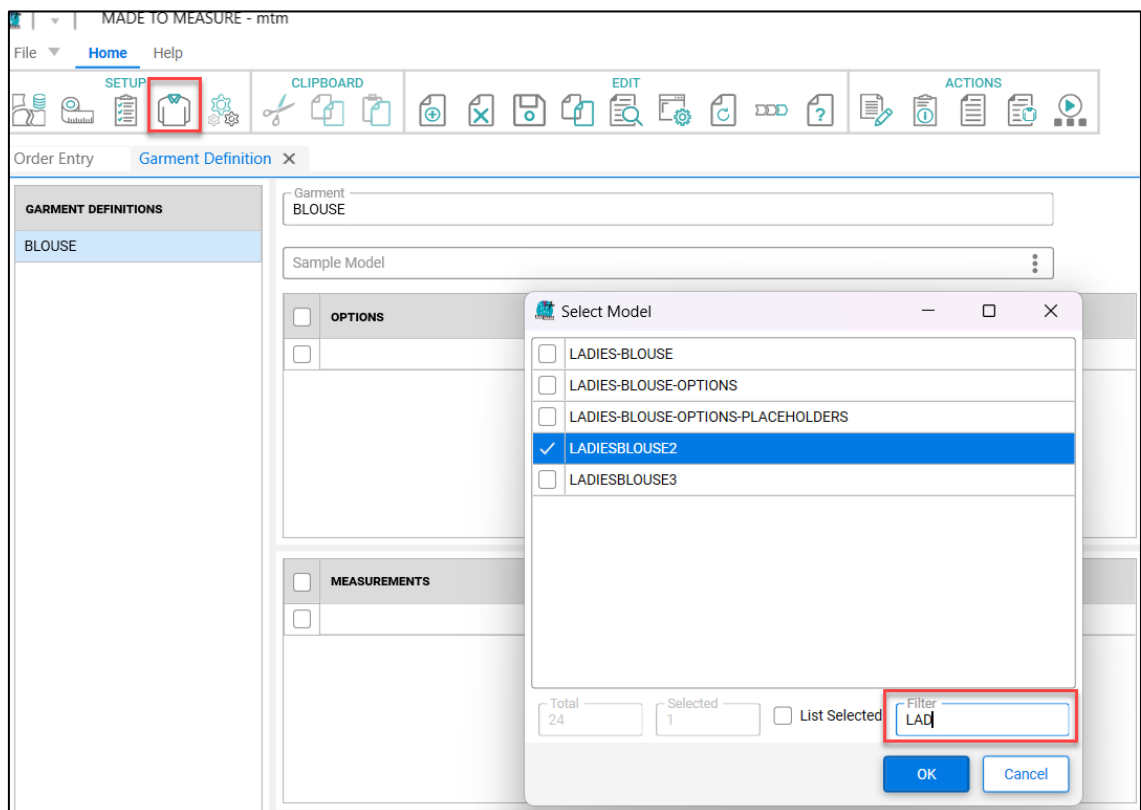 MADE TO MEASURE - mtm
File Home Help
SETUP CLIPBOARD EDIT ACTIONS
Order Entry Garment Definition
GARMENT DEFINITIONS
BLOUSE
Garment
BLOUSE
Sample Model
OPTIONS
MEASUREMENTS
Select Model
LADIES-BLOUSE
LADIES-BLOUSE-OPTIONS
LADIES-BLOUSE-OPTIONS-PLACEHOLDERS
LADIESBLOUSE2
LADIESBLOUSE3
Total Selected Filter
24 1 List Selected LAD
OK Cancel